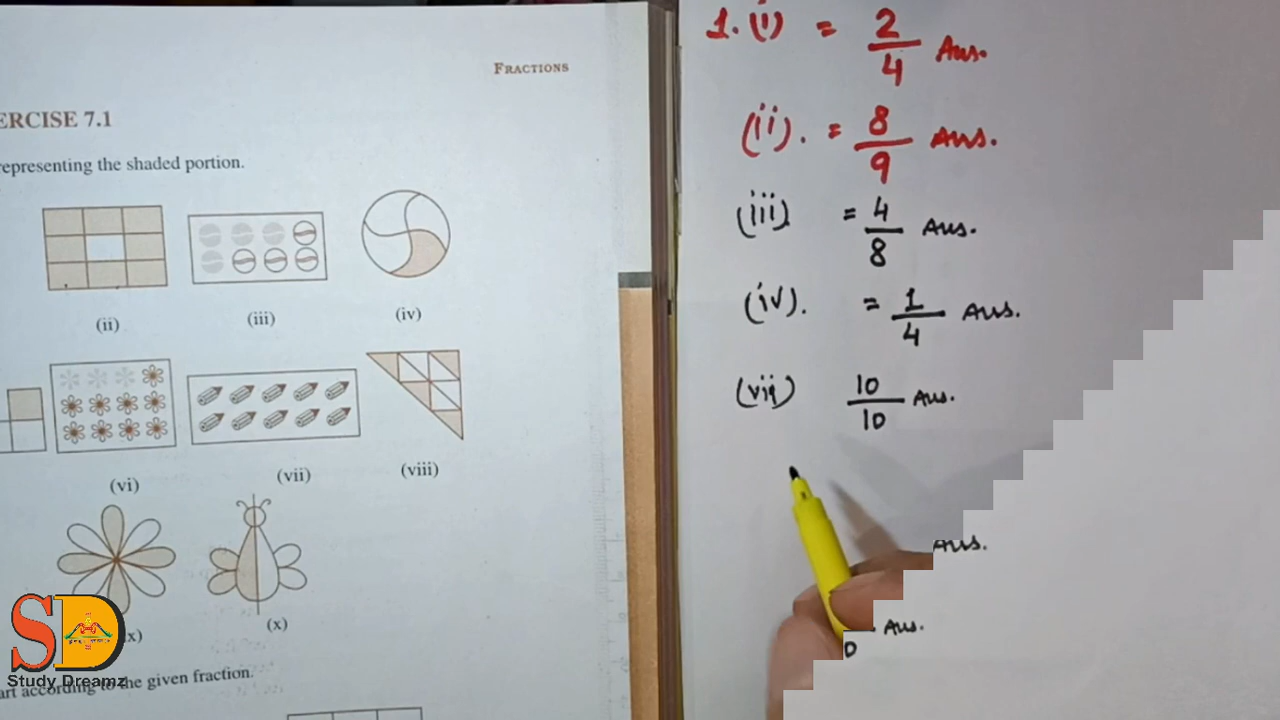 FRACTIONS
ERCISE 7.1
representing the shaded portion.
(ii) (iii) (iv)
(vi) (vii) (viii)
x) (x)
art according to the given fraction.
SD
Study Dreamz
1. (i) = 2/4 Ans.
(ii). = 8/9 Ans.
(iii) = 4/8 Ans.
(iv). = 1/4 Ans.
(vii) 10/10 Ans.
Ans.
Ans.